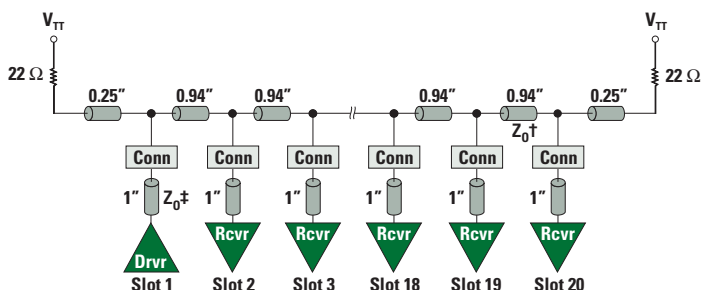 V_TT V_TT
22 Ω 22 Ω
0.25″ 0.94″ 0.94″ 0.94″ 0.94″ 0.25″
Z₀†
Conn Conn Conn Conn Conn Conn
1″ Z₀‡ 1″ 1″ 1″ 1″ 1″
Drvr Rcvr Rcvr Rcvr Rcvr Rcvr
Slot 1 Slot 2 Slot 3 Slot 18 Slot 19 Slot 20